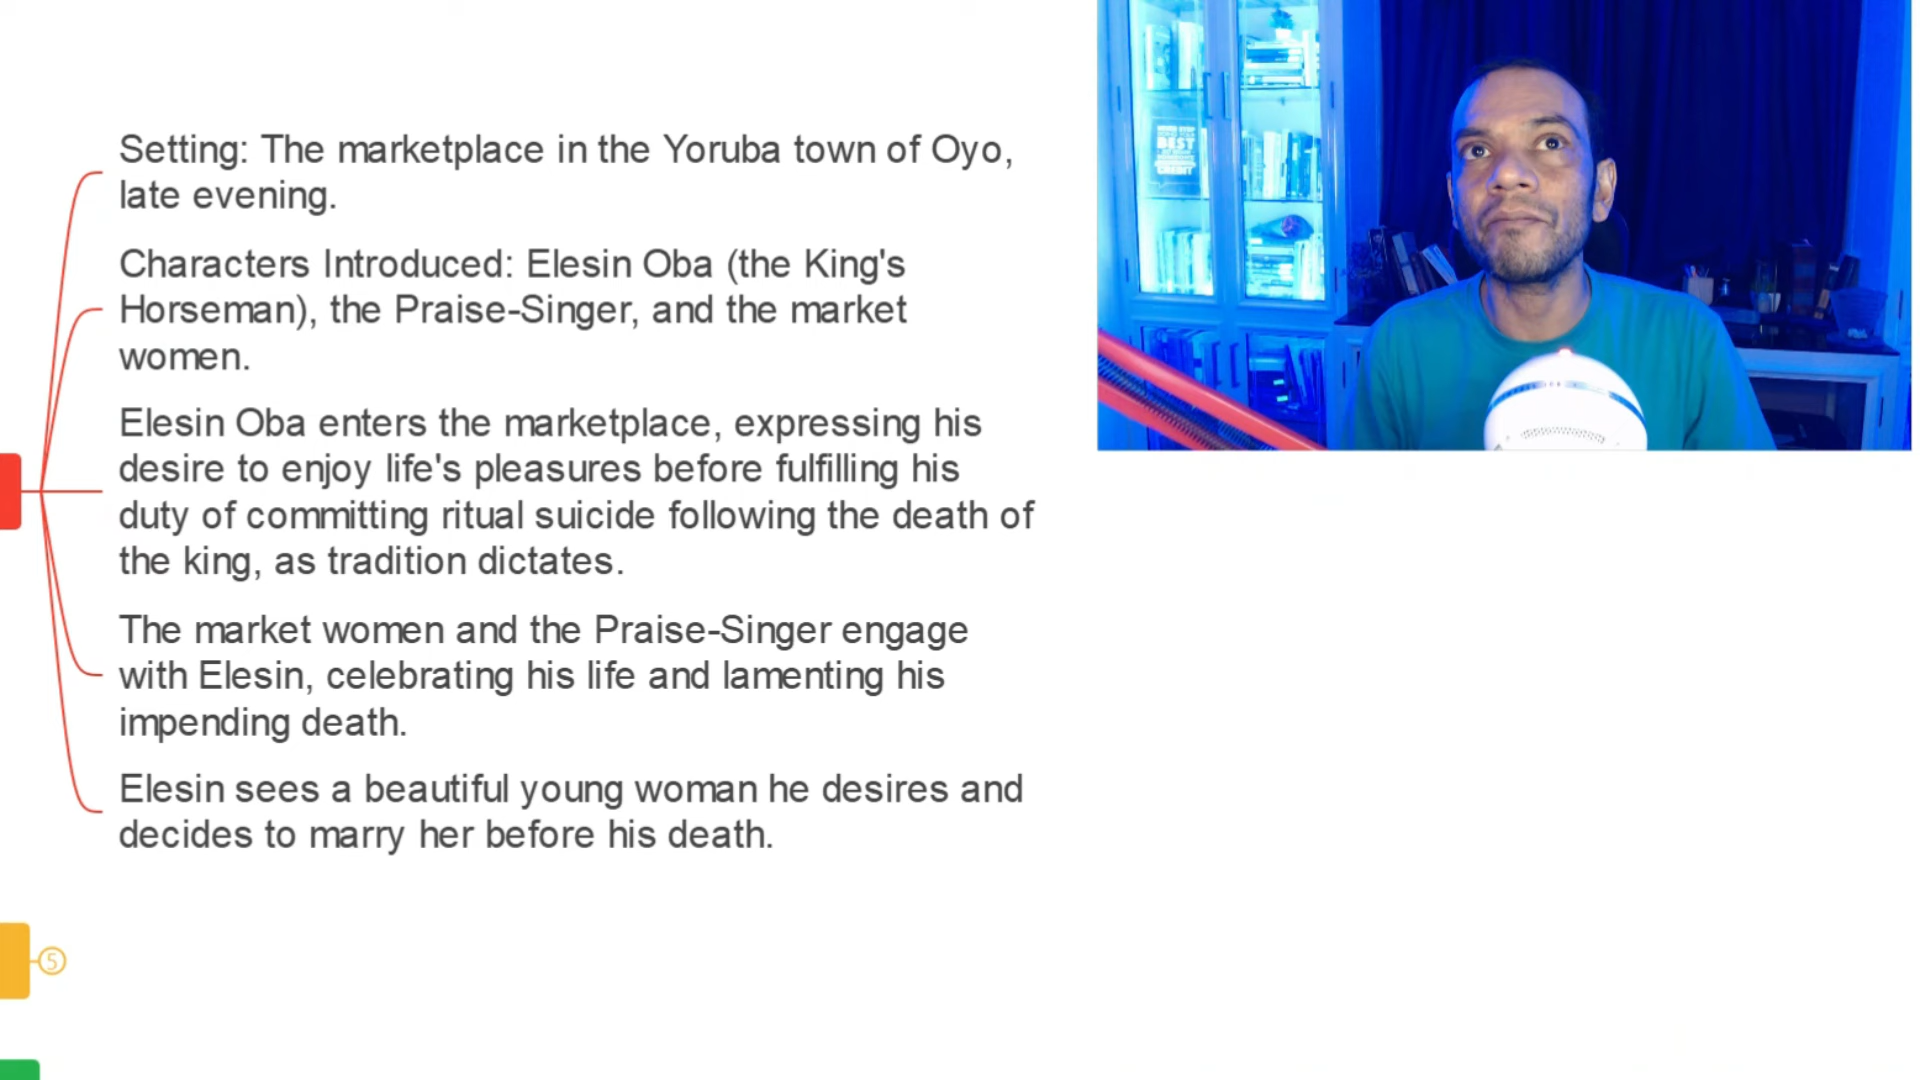 Setting: The marketplace in the Yoruba town of Oyo,
late evening.
Characters Introduced: Elesin Oba (the King's
Horseman), the Praise-Singer, and the market
women.
Elesin Oba enters the marketplace, expressing his
desire to enjoy life's pleasures before fulfilling his
duty of committing ritual suicide following the death of
the king, as tradition dictates.
The market women and the Praise-Singer engage
with Elesin, celebrating his life and lamenting his
impending death.
Elesin sees a beautiful young woman he desires and
decides to marry her before his death.
5
BEST
CREDIT